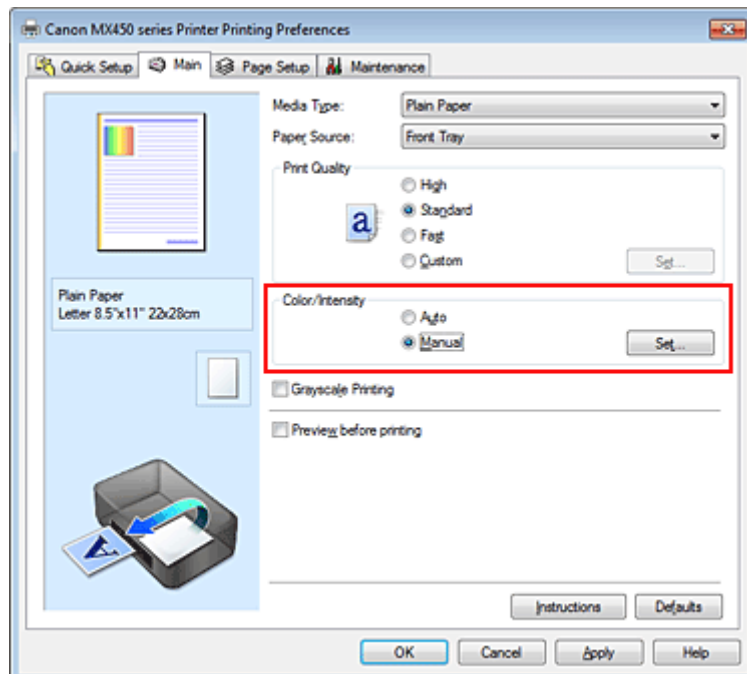 Canon MX450 series Printer Printing Preferences
Quick Setup Main Page Setup Maintenance
Media Type: Plain Paper
Paper Source: Front Tray
Print Quality
High
a Standard
Fast
Custom Set...
Plain Paper
Letter 8.5"x11" 22x28cm
Color/Intensity
Auto
Manual Set...
Grayscale Printing
Preview before printing
A
Instructions Defaults
OK Cancel Apply Help